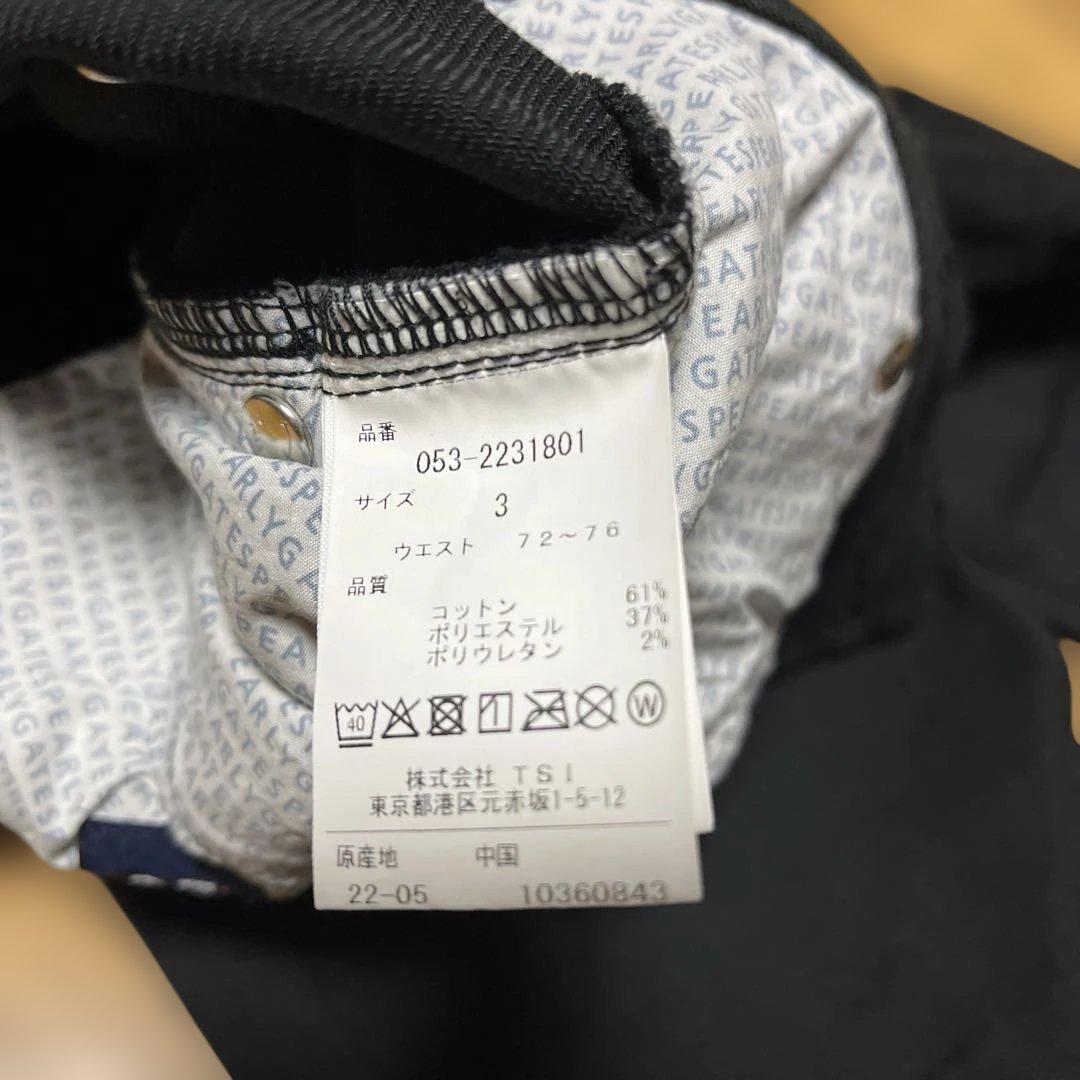 品番
053-2231801
サイズ 3
ウエスト 72～76
品質
コットン 61%
ポリエステル 37%
ポリウレタン 2%
40 W
株式会社 TSI
東京都港区元赤坂1-5-12
原産地 中国
22-05 10360843
PEARLY
GATES